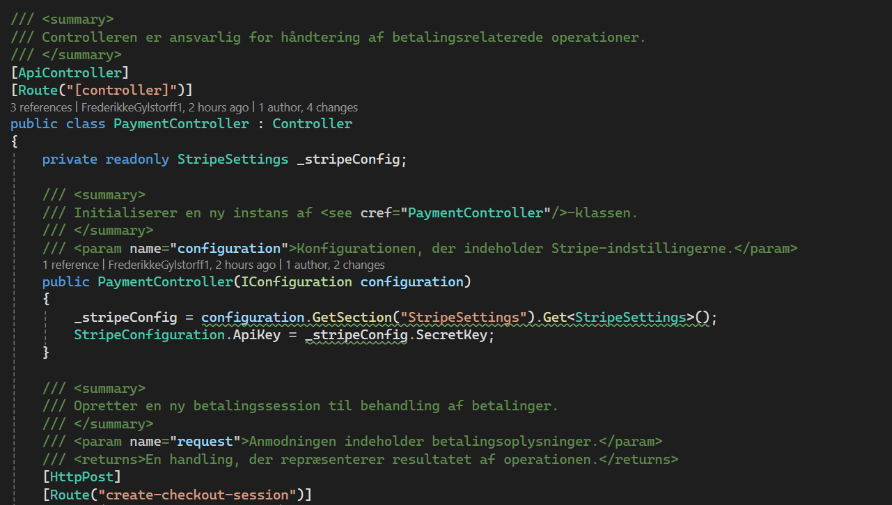 /// <summary>
/// Controlleren er ansvarlig for håndtering af betalingsrelaterede operationer.
/// </summary>
[ApiController]
[Route("[controller]")]
3 references | FrederikkeGylstorff1, 2 hours ago | 1 author, 4 changes
public class PaymentController : Controller
{
private readonly StripeSettings _stripeConfig;
/// <summary>
/// Initialiserer en ny instans af <see cref="PaymentController"/>-klassen.
/// </summary>
/// <param name="configuration">Konfigurationen, der indeholder Stripe-indstillingerne.</param>
1 reference | FrederikkeGylstorff1, 2 hours ago | 1 author, 2 changes
public PaymentController(IConfiguration configuration)
{
_stripeConfig = configuration.GetSection("StripeSettings").Get<StripeSettings>();
StripeConfiguration.ApiKey = _stripeConfig.SecretKey;
}
/// <summary>
/// Opretter en ny betalingssession til behandling af betalinger.
/// </summary>
/// <param name="request">Anmodningen indeholder betalingsoplysninger.</param>
/// <returns>En handling, der repræsenterer resultatet af operationen.</returns>
[HttpPost]
[Route("create-checkout-session")]